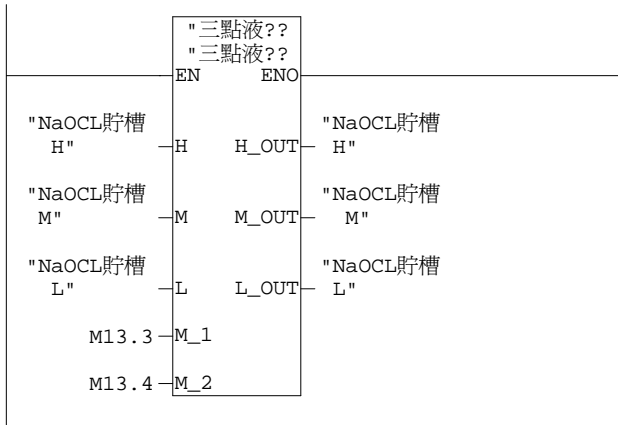 "三點液??
"三點液??
EN ENO
"NaOCL貯槽 "NaOCL貯槽
H" H H_OUT H"
"NaOCL貯槽 "NaOCL貯槽
M" M M_OUT M"
"NaOCL貯槽 "NaOCL貯槽
L" L L_OUT L"
M13.3 M_1
M13.4 M_2